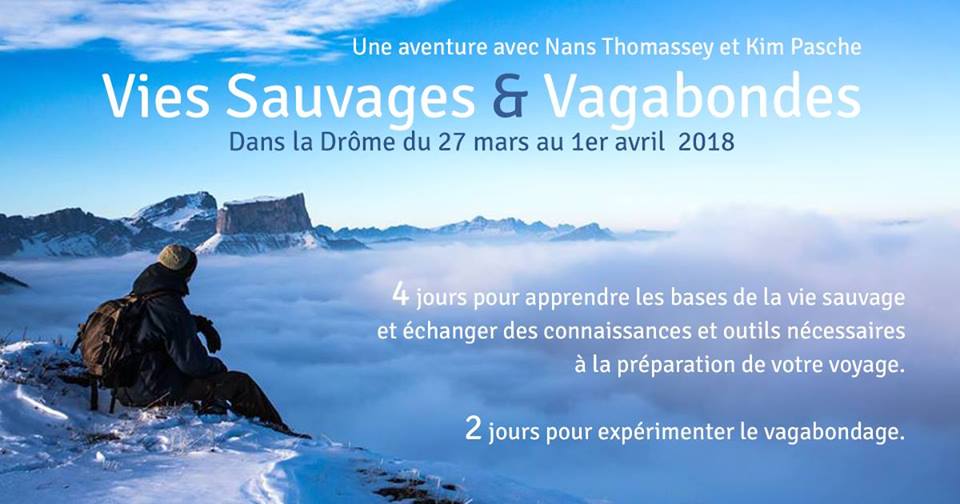 Une aventure avec Nans Thomassey et Kim Pasche
Vies Sauvages & Vagabondes
Dans la Drôme du 27 mars au 1er avril 2018
4 jours pour apprendre les bases de la vie sauvage
et échanger des connaissances et outils nécessaires
à la préparation de votre voyage.
2 jours pour expérimenter le vagabondage.